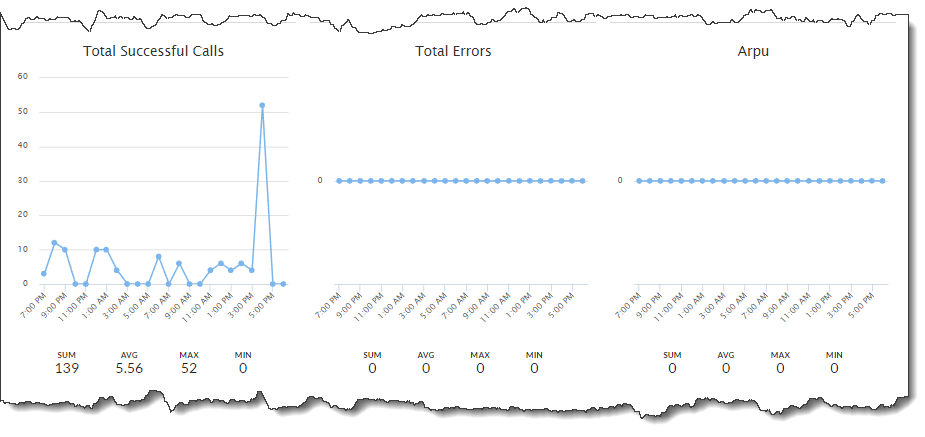 Total Successful Calls
60
50
40
30
20
10
0
7:00 PM
9:00 PM
11:00 PM
1:00 AM
3:00 AM
5:00 AM
7:00 AM
9:00 AM
11:00 AM
1:00 PM
3:00 PM
5:00 PM
SUM AVG MAX MIN
139 5.56 52 0
Total Errors
0
7:00 PM
9:00 PM
11:00 PM
1:00 AM
3:00 AM
5:00 AM
7:00 AM
9:00 AM
11:00 AM
1:00 PM
3:00 PM
5:00 PM
SUM AVG MAX MIN
0 0 0 0
Arpu
0
7:00 PM
9:00 PM
11:00 PM
1:00 AM
3:00 AM
5:00 AM
7:00 AM
9:00 AM
11:00 AM
1:00 PM
3:00 PM
5:00 PM
SUM AVG MAX MIN
0 0 0 0